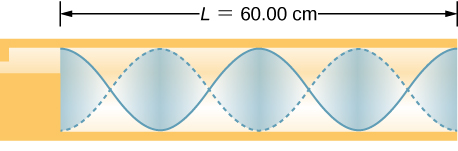 L = 60.00 cm